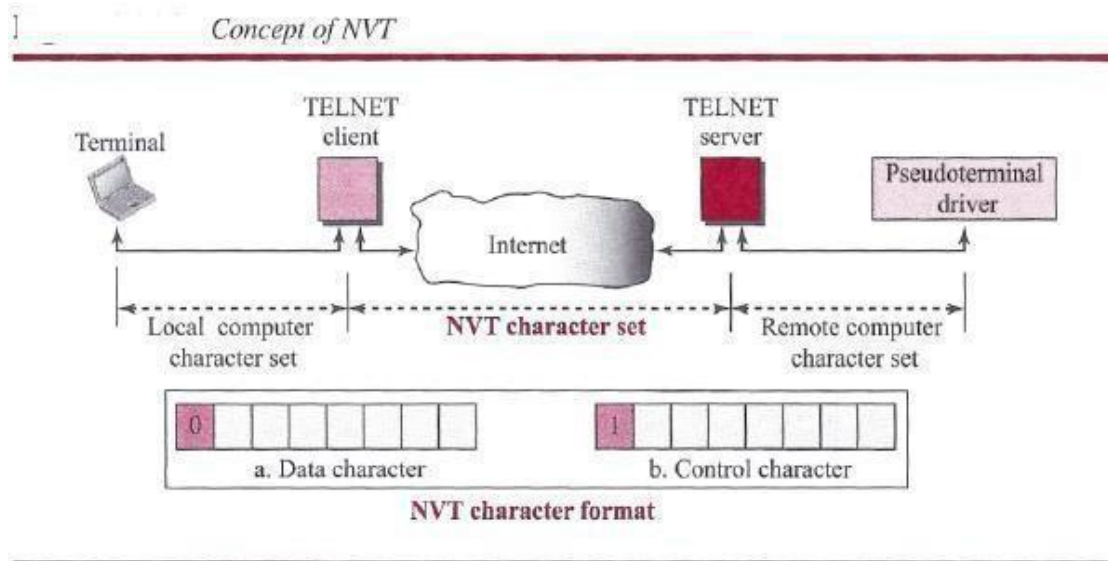 Concept of NVT
TELNET
client
TELNET
server
Terminal
Pseudoterminal
driver
Internet
Local computer
character set
NVT character set
Remote computer
character set
0
1
a. Data character
b. Control character
NVT character format